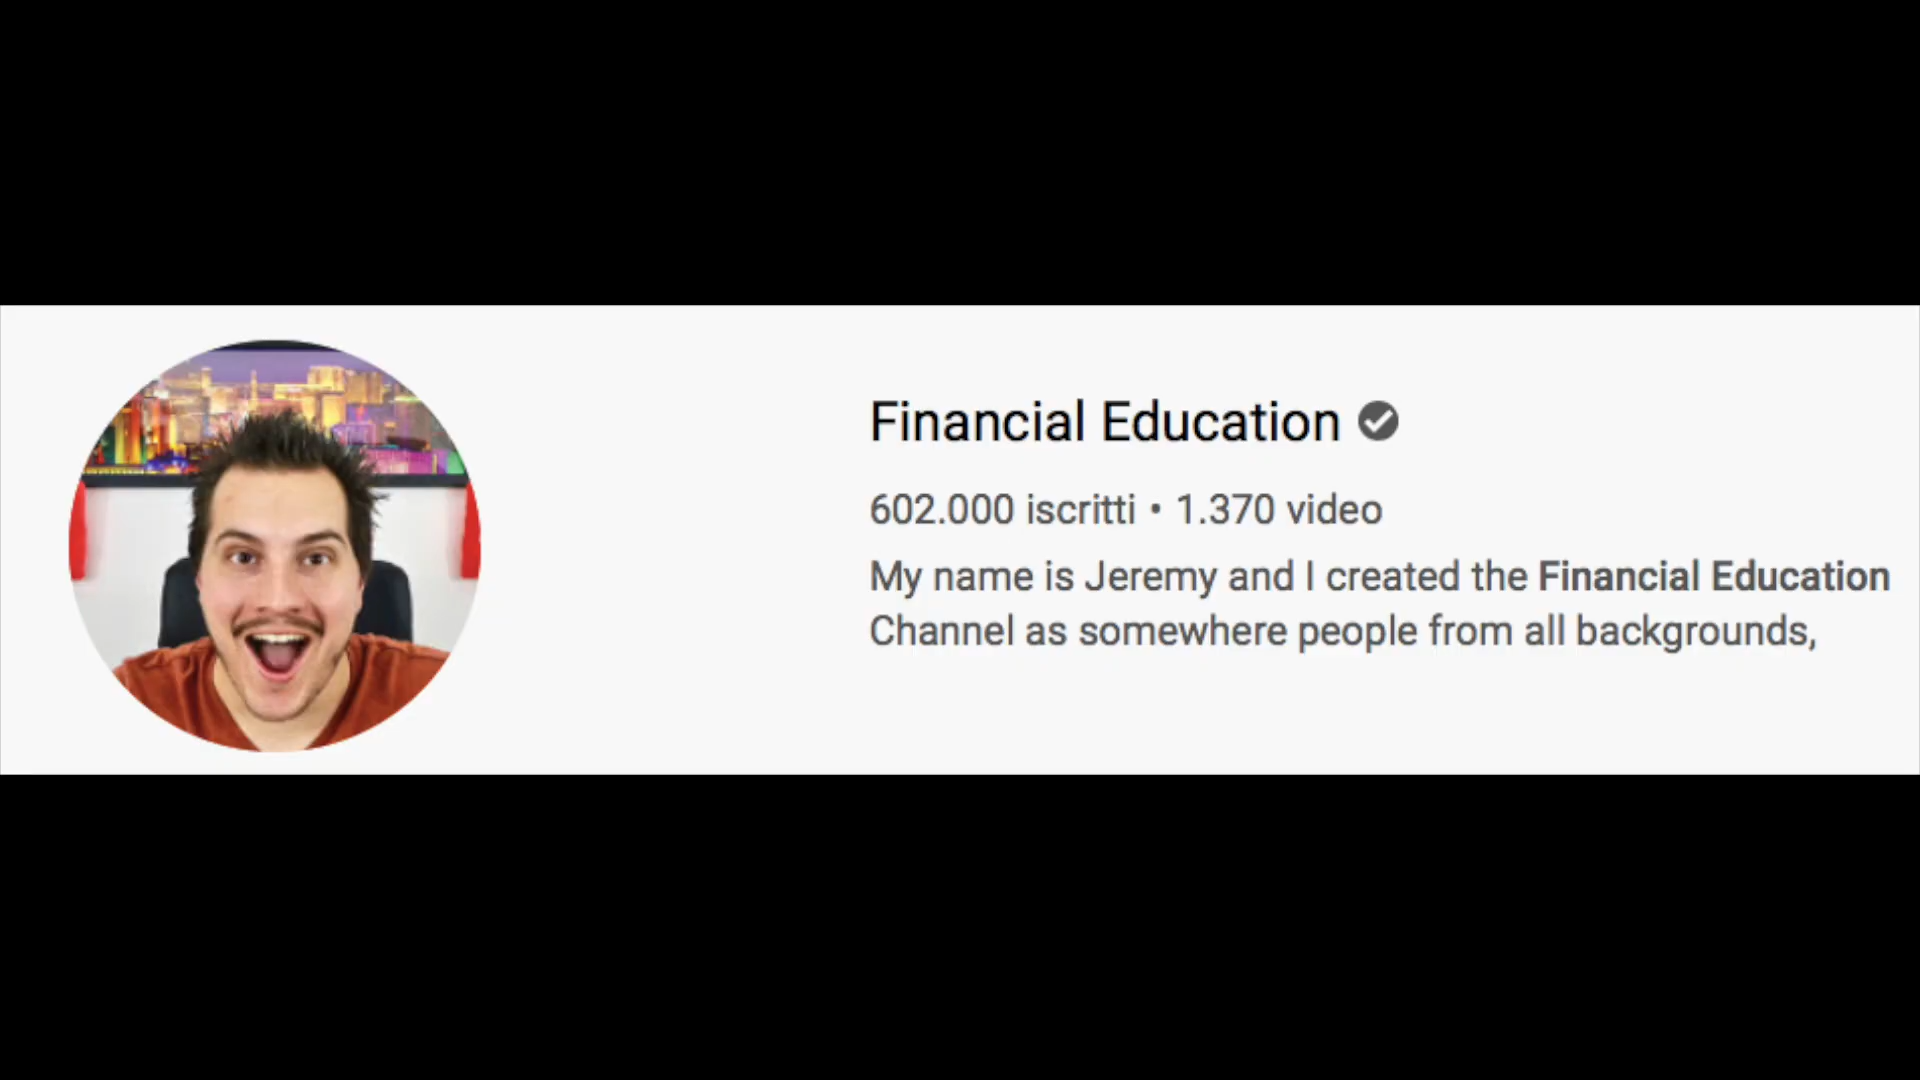 Financial Education
602.000 iscritti • 1.370 video
My name is Jeremy and I created the Financial Education
Channel as somewhere people from all backgrounds,